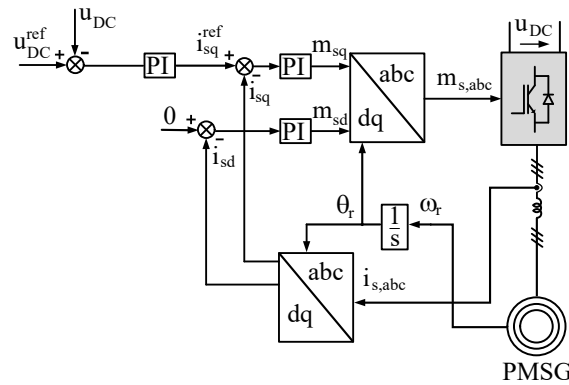 u_DC
u_DC^ref + -
PI
i_sq^ref + -
i_sq
PI
m_sq
abc
dq
m_s,abc
u_DC
0 + -
i_sd
PI
m_sd
θ_r
1/s
ω_r
abc
dq
i_s,abc
PMSG